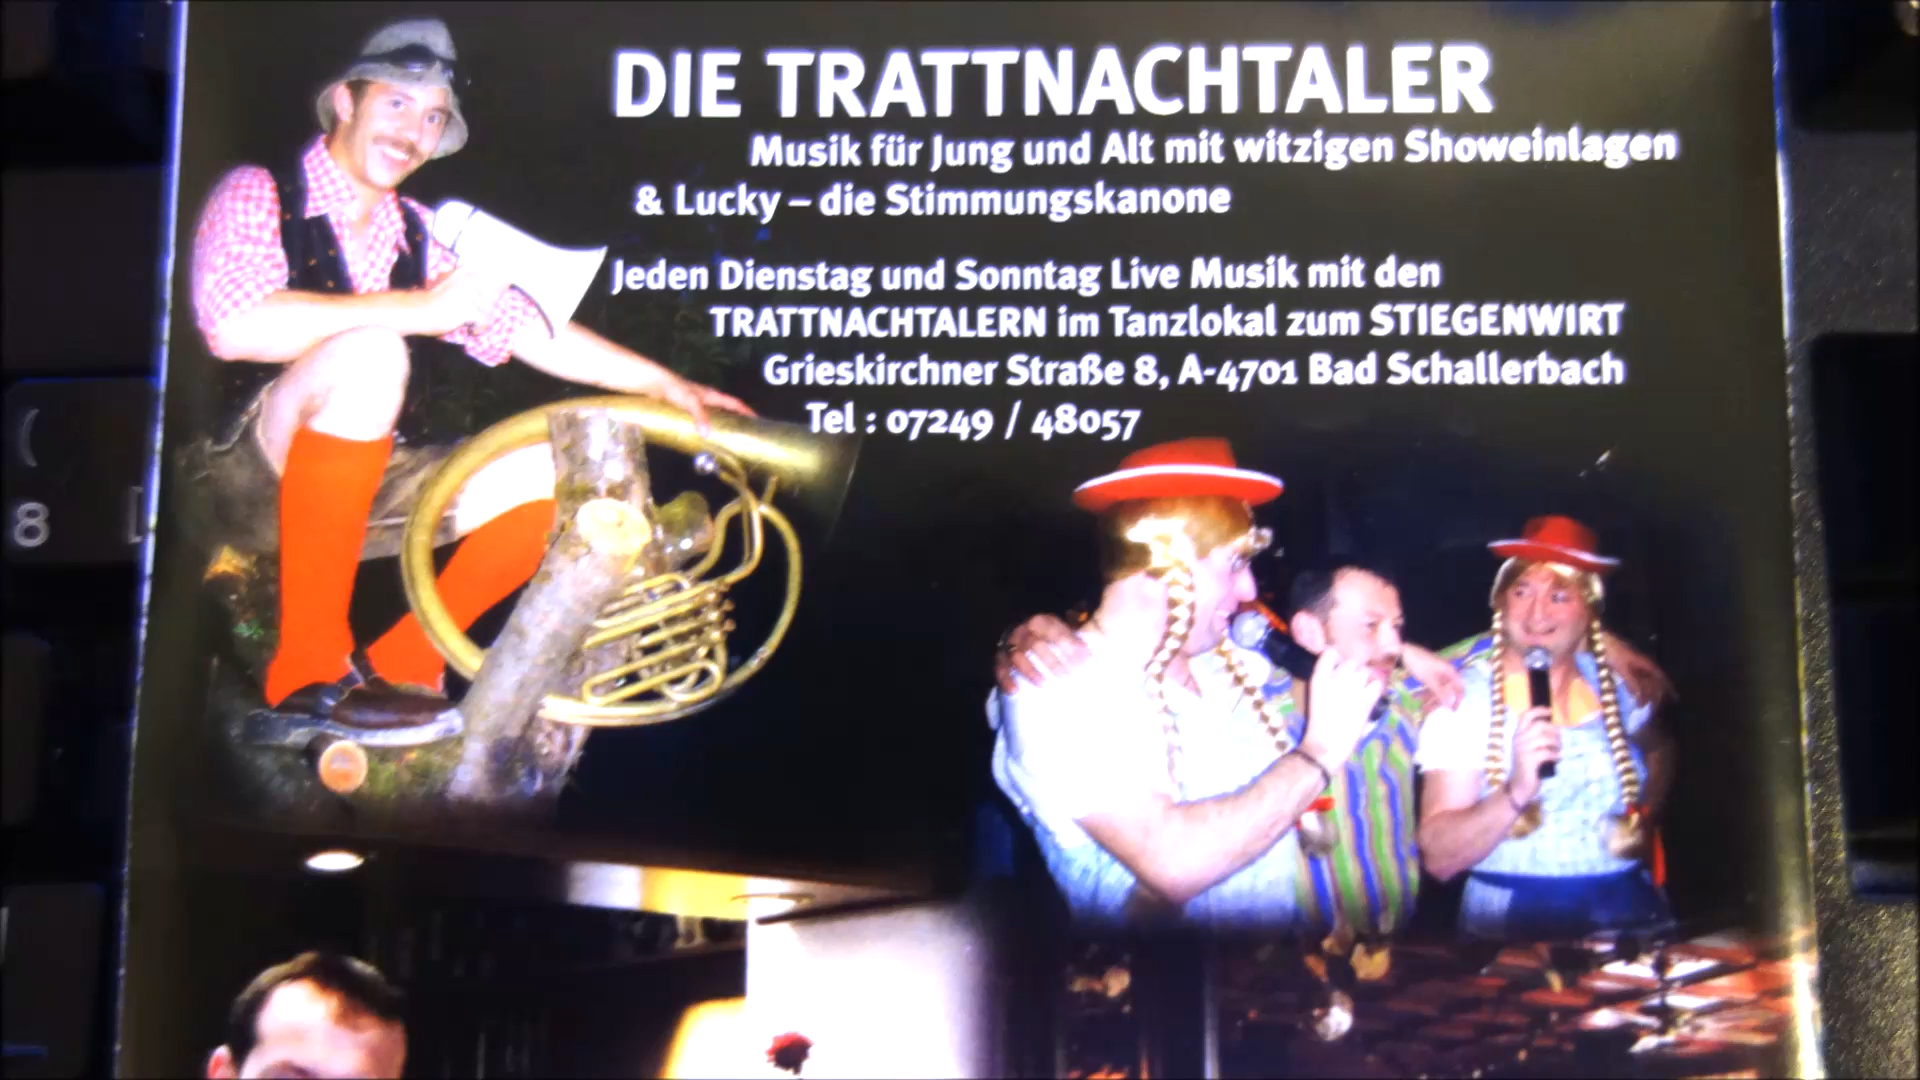 DIE TRATTNACHTALER
Musik für Jung und Alt mit witzigen Showeinlagen
& Lucky – die Stimmungskanone
Jeden Dienstag und Sonntag Live Musik mit den
TRATTNACHTALERN im Tanzlokal zum STIEGENWIRT
Grieskirchner Straße 8, A-4701 Bad Schallerbach
Tel : 07249 / 48057
(
8